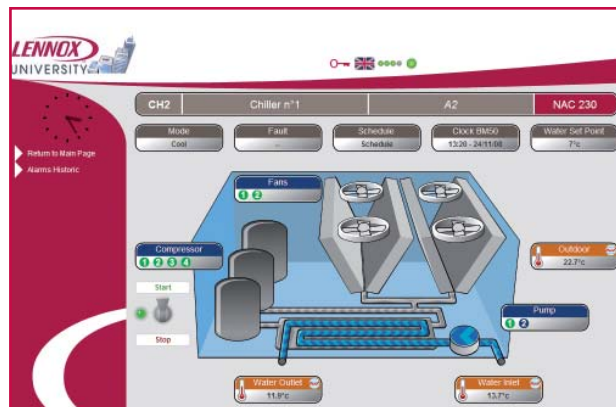 LENNOX
UNIVERSITY
CH2
Chiller n°1
A2
NAC 230
Mode
Cool
Fault
--
Schedule
Schedule
Clock BM50
13:20 - 24/11/08
Water Set Point
7°c
Return to Main Page
Alarms Historic
Fans
1 2
Compressor
1 2 3 4
Outdoor
22.7°c
Start
Stop
Pump
1 2
Water Outlet
11.9°c
Water Inlet
13.7°c